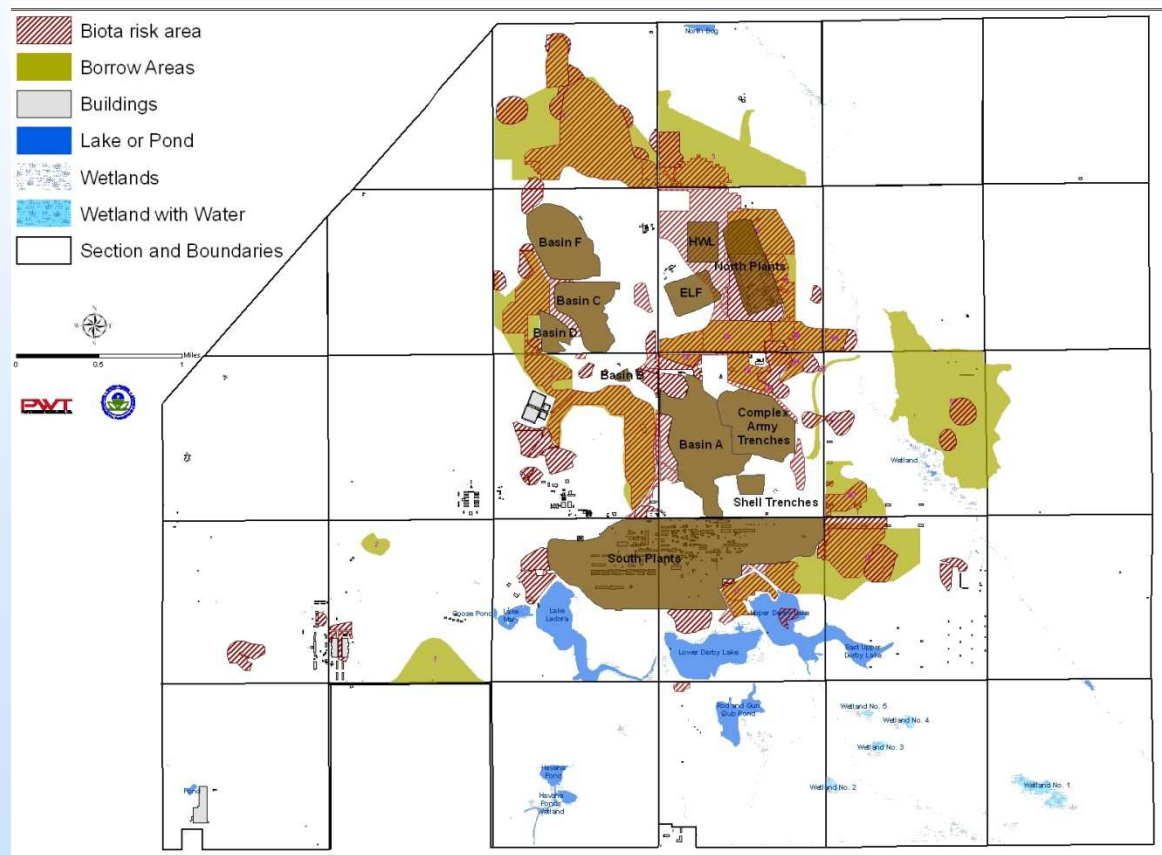 Biota risk area
Borrow Areas
Buildings
Lake or Pond
Wetlands
Wetland with Water
Section and Boundaries
0
0.5
1
Miles
PWT
North Bog
Basin F
HWL
North Plants
ELF
Basin C
Basin D
Basin B
Basin A
Complex
Army
Trenches
Wetland
Shell Trenches
South Plants
Goose Pond
Lake
Lake
Ladora
Upper Derby Lake
Lower Derby Lake
East Upper
Derby Lake
Rod and Gun
Club Pond
Wetland No. 5
Wetland No. 4
Wetland No. 3
Wetland No. 2
Wetland No. 1
Havana
Pond
Havana
Ponds
Wetland
Pond